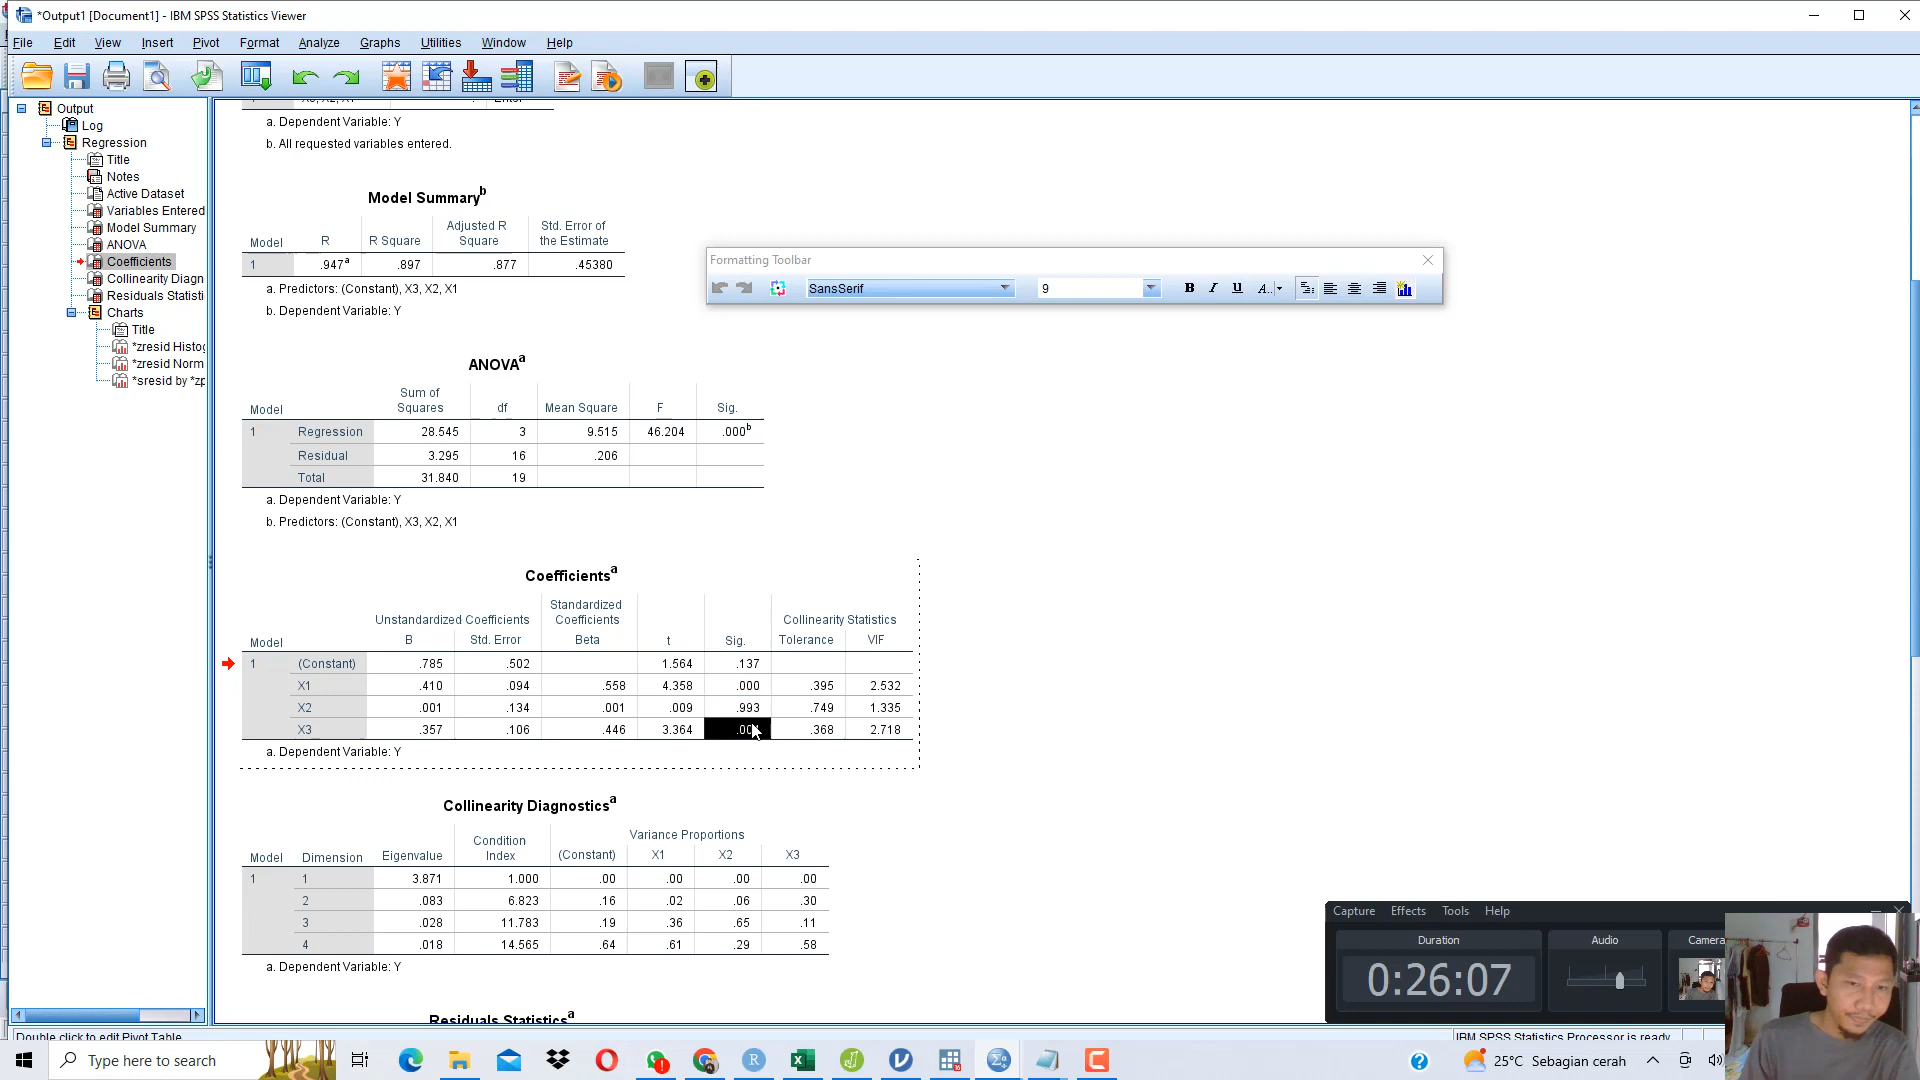 *Output1 [Document1] - IBM SPSS Statistics Viewer
File Edit View Insert Pivot Format Analyze Graphs Utilities Window Help
Output
Log
Regression
Title
Notes
Active Dataset
Variables Entered
Model Summary
ANOVA
Coefficients
Collinearity Diagn
Residuals Statisti
Charts
Title
*zresid Histog
*zresid Norm
*sresid by *zp
a. Dependent Variable: Y
b. All requested variables entered.
Model Summary b
Model R R Square Adjusted R Square Std. Error of the Estimate
1 .947a .897 .877 .45380
a. Predictors: (Constant), X3, X2, X1
b. Dependent Variable: Y
Formatting Toolbar
SansSerif 9 B I U A..
ANOVA a
Model Sum of Squares df Mean Square F Sig.
1 Regression 28.545 3 9.515 46.204 .000b
Residual 3.295 16 .206
Total 31.840 19
a. Dependent Variable: Y
b. Predictors: (Constant), X3, X2, X1
Coefficients a
Unstandardized Coefficients Standardized Coefficients Collinearity Statistics
Model B Std. Error Beta t Sig. Tolerance VIF
1 (Constant) .785 .502 1.564 .137
X1 .410 .094 .558 4.358 .000 .395 2.532
X2 .001 .134 .001 .009 .993 .749 1.335
X3 .357 .106 .446 3.364 .368 2.718
a. Dependent Variable: Y
Collinearity Diagnostics a
Variance Proportions
Model Dimension Eigenvalue Condition Index (Constant) X1 X2 X3
1 1 3.871 1.000 .00 .00 .00 .00
2 .083 6.823 .16 .02 .06 .30
3 .028 11.783 .19 .36 .65 .11
4 .018 14.565 .64 .61 .29 .58
a. Dependent Variable: Y
Residuals Statistics a
Capture Effects Tools Help
Duration Audio Camera
0:26:07
Double click to edit Pivot Table
IBM SPSS Statistics Processor is ready
Type here to search
25°C Sebagian cerah